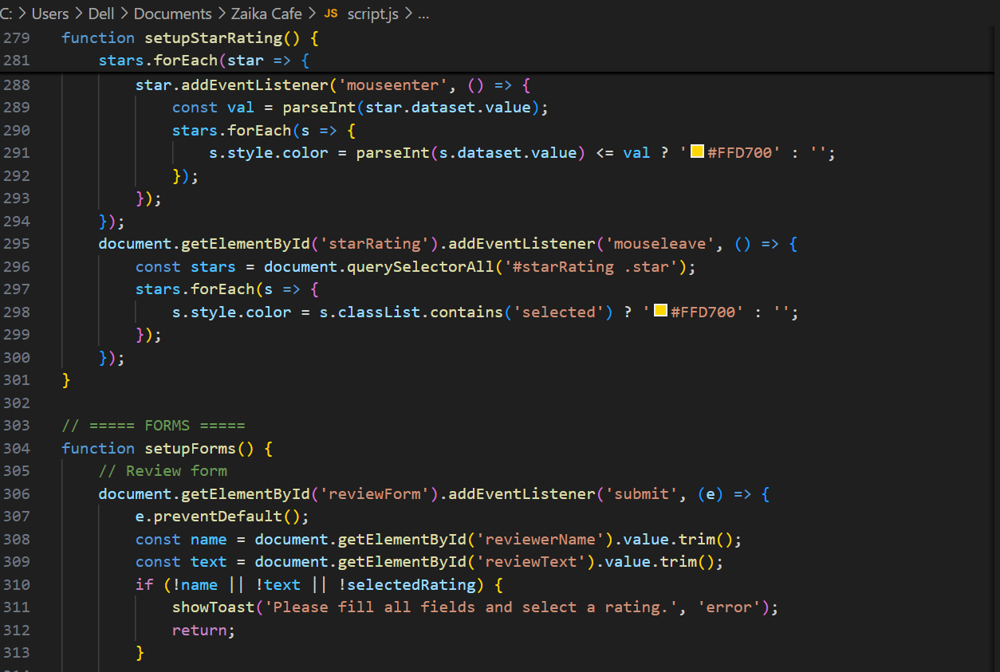 C: > Users > Dell > Documents > Zaika Cafe > JS script.js > ...
279 function setupStarRating() {
281 stars.forEach(star => {
288 star.addEventListener('mouseenter', () => {
289 const val = parseInt(star.dataset.value);
290 stars.forEach(s => {
291 s.style.color = parseInt(s.dataset.value) <= val ? '#FFD700' : '';
292 });
293 });
294 });
295 document.getElementById('starRating').addEventListener('mouseleave', () => {
296 const stars = document.querySelectorAll('#starRating .star');
297 stars.forEach(s => {
298 s.style.color = s.classList.contains('selected') ? '#FFD700' : '';
299 });
300 });
301 }
302
303 // ===== FORMS =====
304 function setupForms() {
305 // Review form
306 document.getElementById('reviewForm').addEventListener('submit', (e) => {
307 e.preventDefault();
308 const name = document.getElementById('reviewerName').value.trim();
309 const text = document.getElementById('reviewText').value.trim();
310 if (!name || !text || !selectedRating) {
311 showToast('Please fill all fields and select a rating.', 'error');
312 return;
313 }